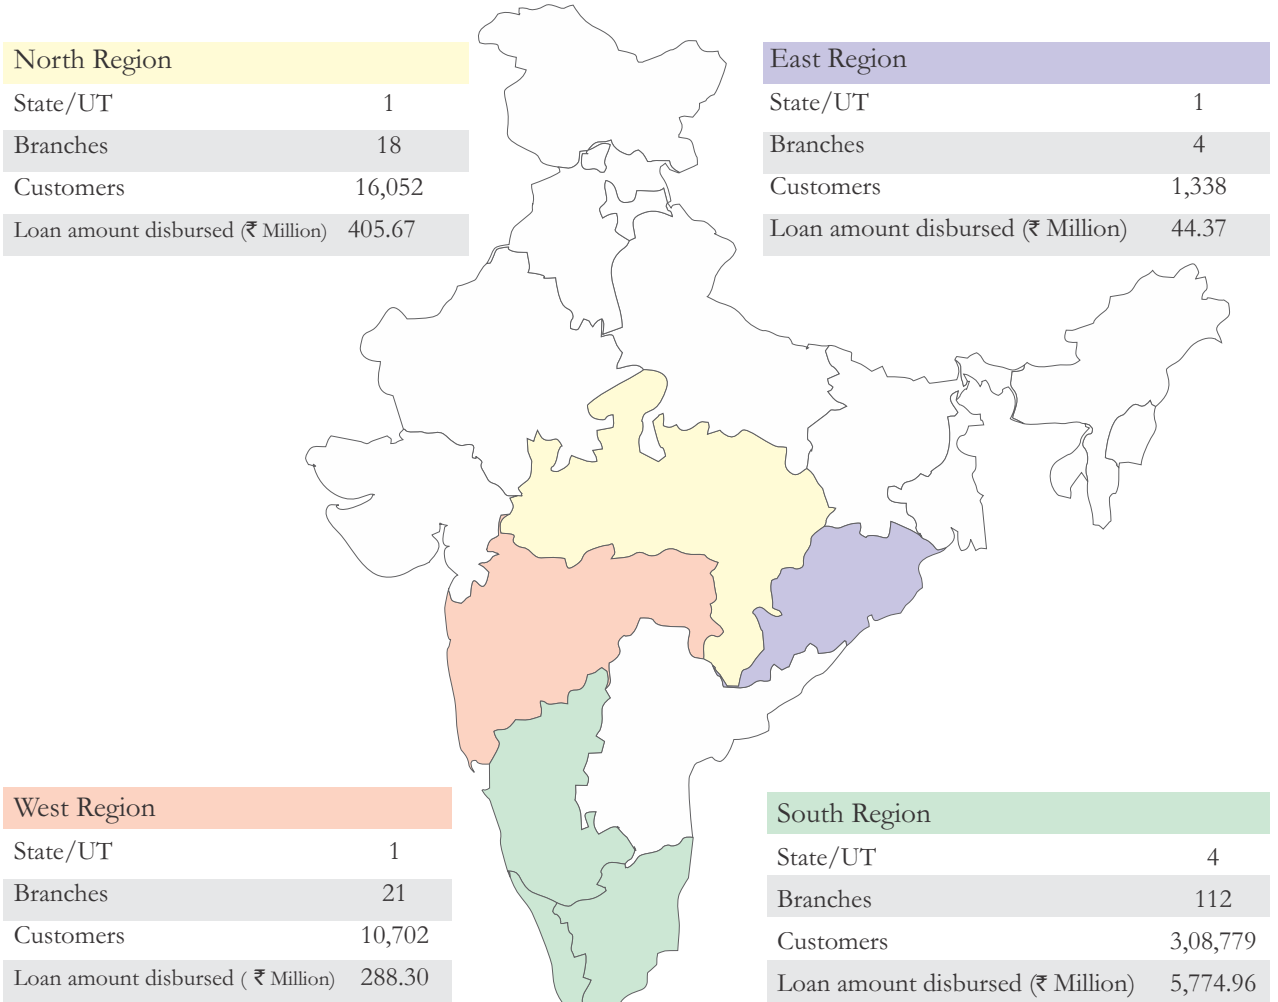 North Region
State/UT 1
Branches 18
Customers 16,052
Loan amount disbursed (₹ Million) 405.67
East Region
State/UT 1
Branches 4
Customers 1,338
Loan amount disbursed (₹ Million) 44.37
West Region
State/UT 1
Branches 21
Customers 10,702
Loan amount disbursed ( ₹ Million) 288.30
South Region
State/UT 4
Branches 112
Customers 3,08,779
Loan amount disbursed (₹ Million) 5,774.96